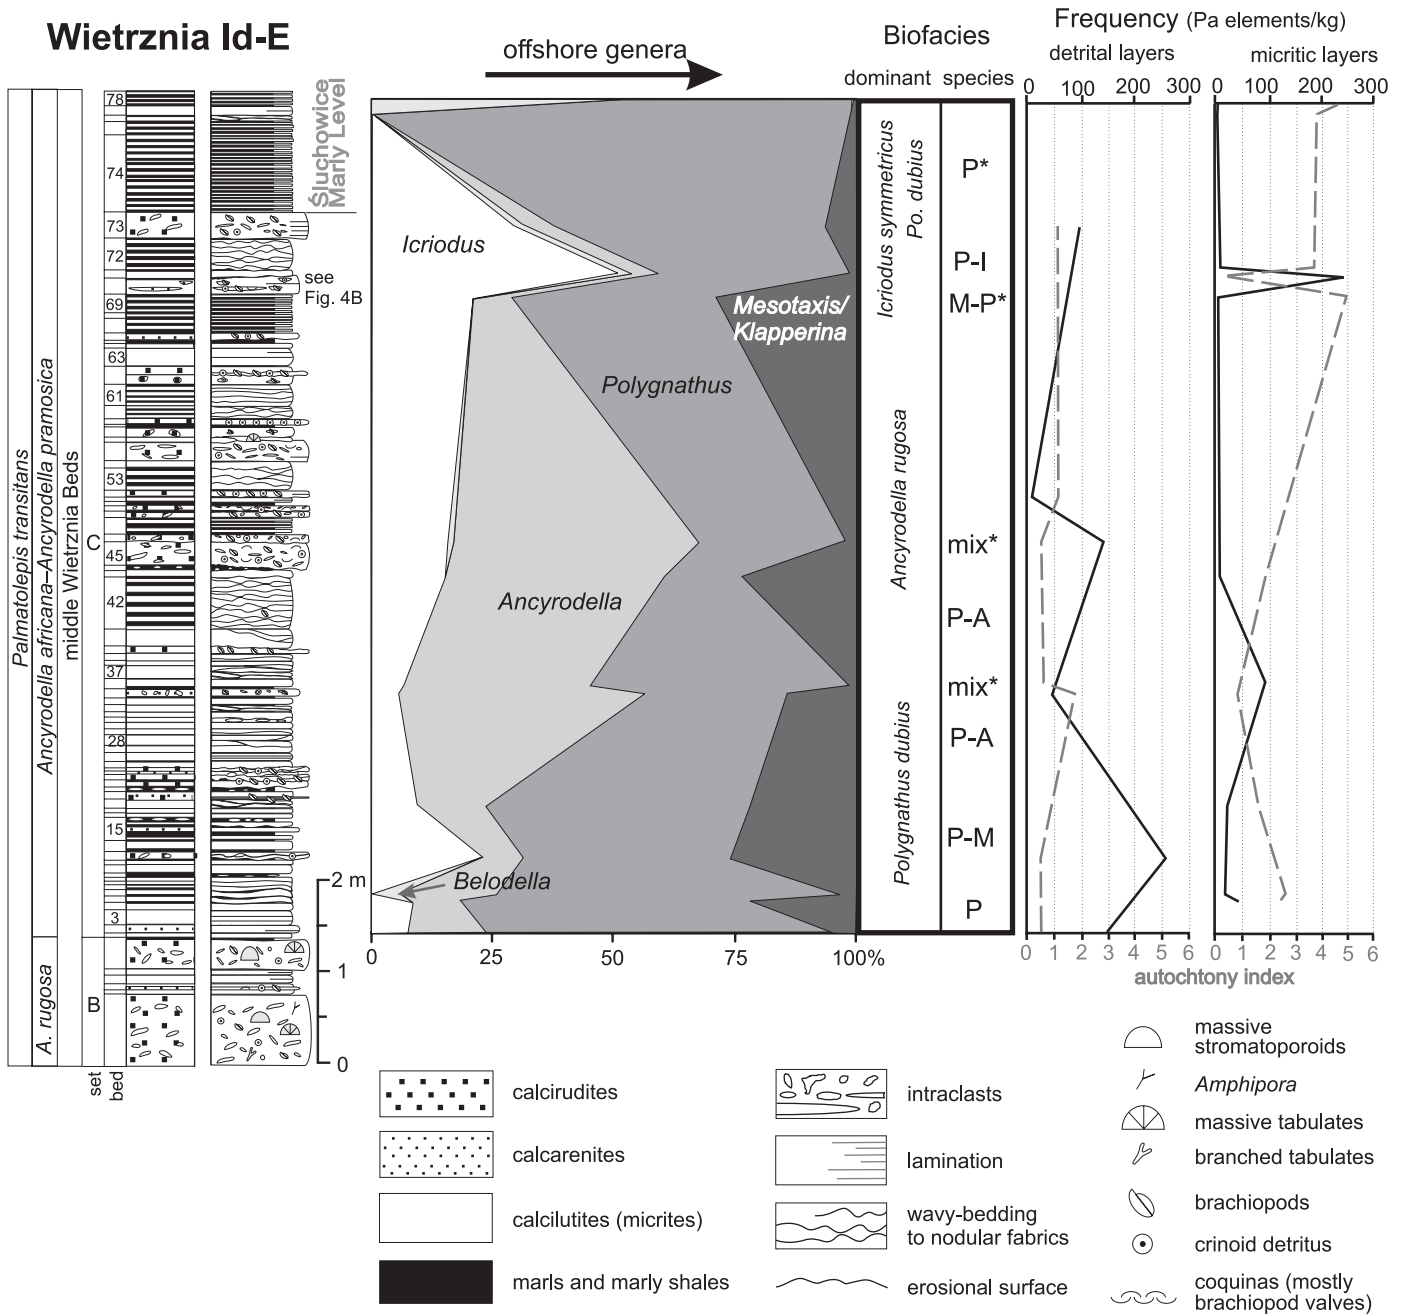 Wietrznia Id-E
offshore genera
Biofacies
dominant species
Frequency (Pa elements/kg)
detrital layers
micritic layers
0 100 200 300
0 100 200 300
Palmatolepis transitans
Ancyrodella africana–Ancyrodella pramosica
A. rugosa
middle Wietrznia Beds
C
B
set
bed
78
74
73
72
69
63
61
53
45
42
37
28
15
3
Śluchowice
Marly Level
see
Fig. 4B
2 m
1
0
Icriodus
Mesotaxis/
Klapperina
Polygnathus
Ancyrodella
Belodella
0 25 50 75 100%
Icriodus symmetricus
Po. dubius
Ancyrodella rugosa
Polygnathus dubius
P*
P-I
M-P*
mix*
P-A
mix*
P-A
P-M
P
0 1 2 3 4 5 6
0 1 2 3 4 5 6
autochtony index
calcirudites
calcarenites
calcilutites (micrites)
marls and marly shales
intraclasts
lamination
wavy-bedding
to nodular fabrics
erosional surface
massive
stromatoporoids
Amphipora
massive tabulates
branched tabulates
brachiopods
crinoid detritus
coquinas (mostly
brachiopod valves)